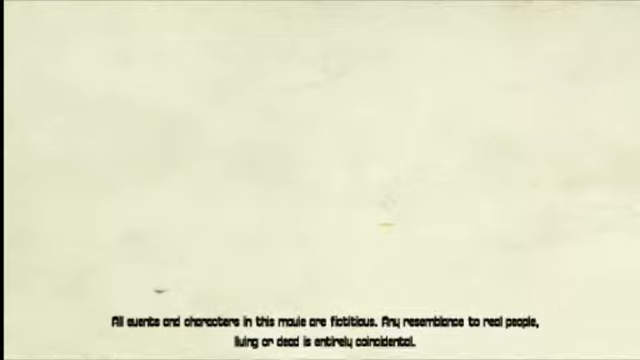 All events and characters in this movie are fictitious. Any resemblance to real people,
living or dead is entirely coincidental.